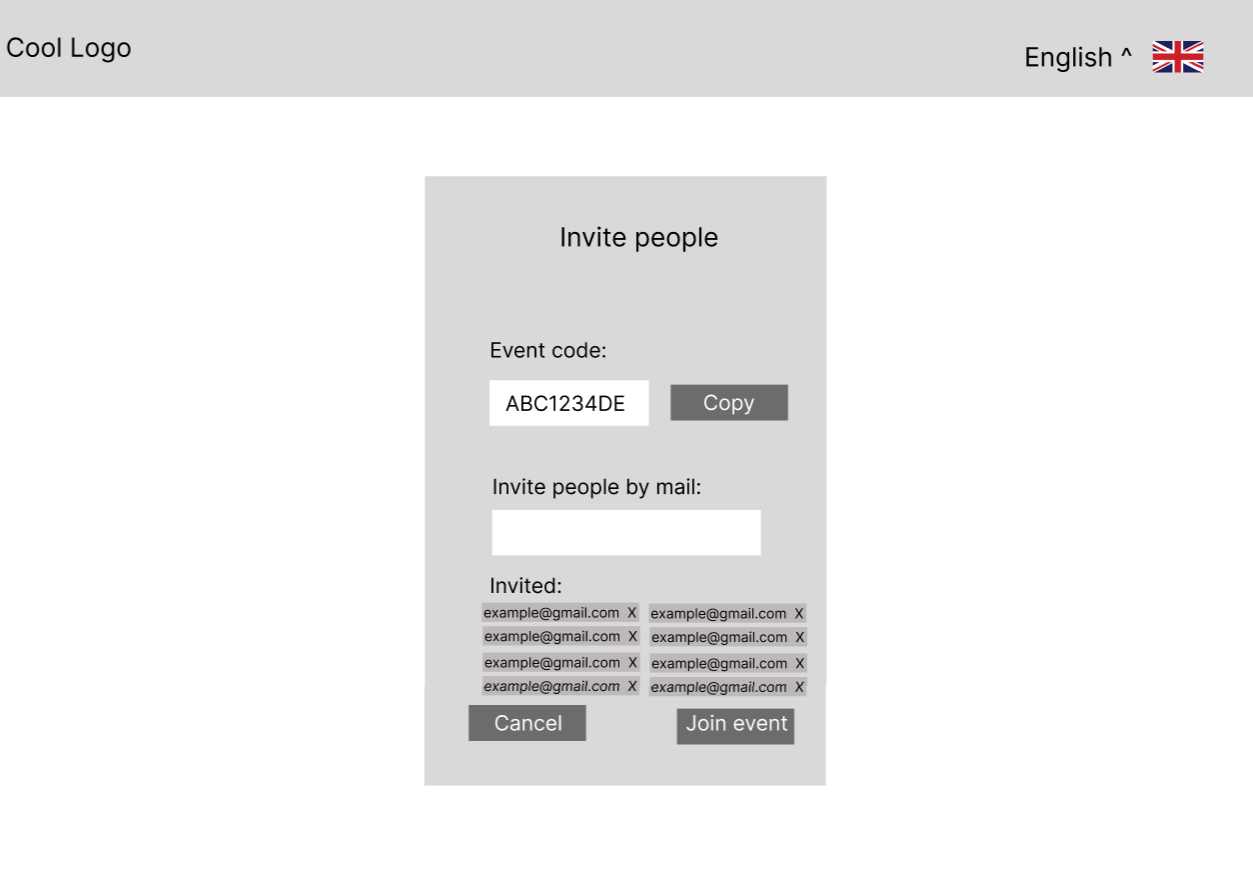 Cool Logo
English ^
Invite people
Event code:
ABC1234DE
Copy
Invite people by mail:
Invited:
example@gmail.com X
example@gmail.com X
example@gmail.com X
example@gmail.com X
example@gmail.com X
example@gmail.com X
example@gmail.com X
example@gmail.com X
Cancel
Join event